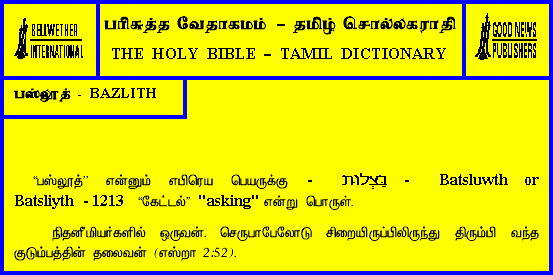 BELLWETHER
INTERNATIONAL
பரிசுத்த வேதாகமம் – தமிழ் சொல்லகராதி
THE HOLY BIBLE – TAMIL DICTIONARY
GOOD NEWS
PUBLISHERS
பஸ்லூத் - BAZLITH
“பஸ்லூத்” என்னும் எபிரெய பெயருக்கு - בַּצְלוּת - Batsluwth or
Batsliyth - 1213 “கேட்டல்” "asking" என்று பொருள்.
நிதனீமியர்களில் ஒருவன். செருபாபேலோடு சிறையிருப்பிலிருந்து திரும்பி வந்த
குடும்பத்தின் தலைவன் (எஸ்றா 2:52).